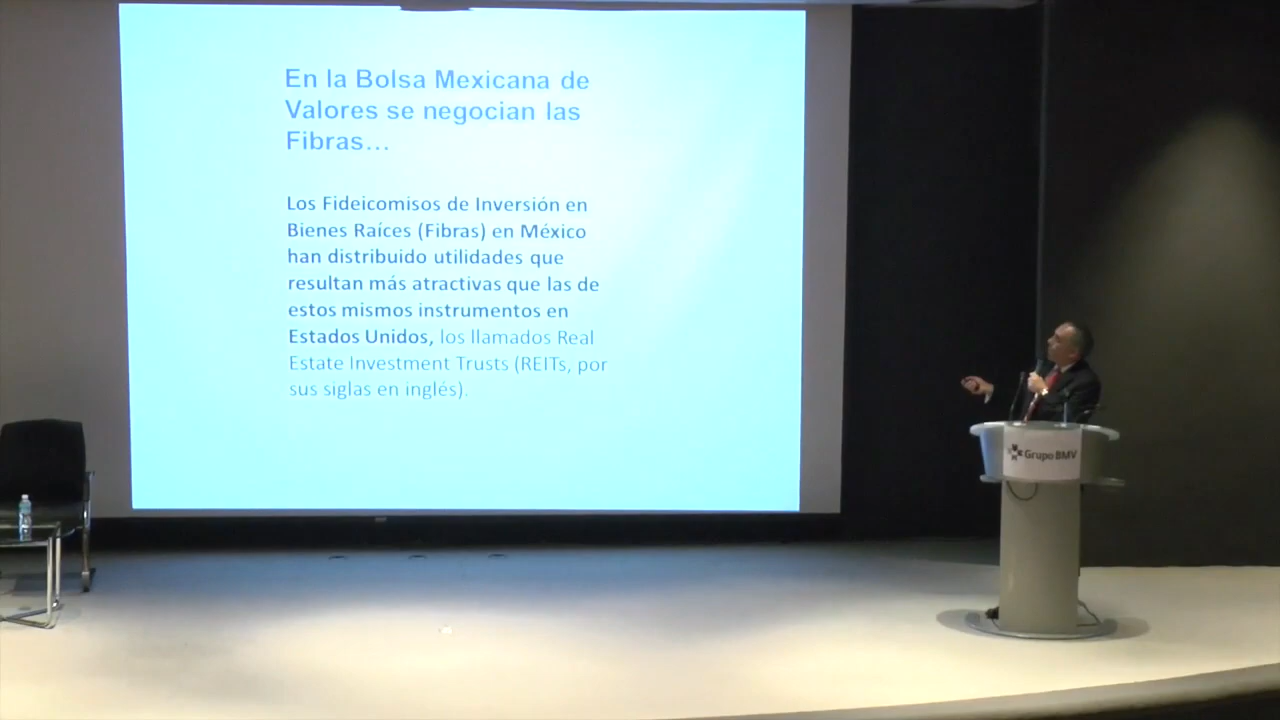 En la Bolsa Mexicana de
Valores se negocian las
Fibras...
Los Fideicomisos de Inversión en
Bienes Raíces (Fibras) en México
han distribuido utilidades que
resultan más atractivas que las de
estos mismos instrumentos en
Estados Unidos, los llamados Real
Estate Investment Trusts (REITs, por
sus siglas en inglés).
Grupo BMV